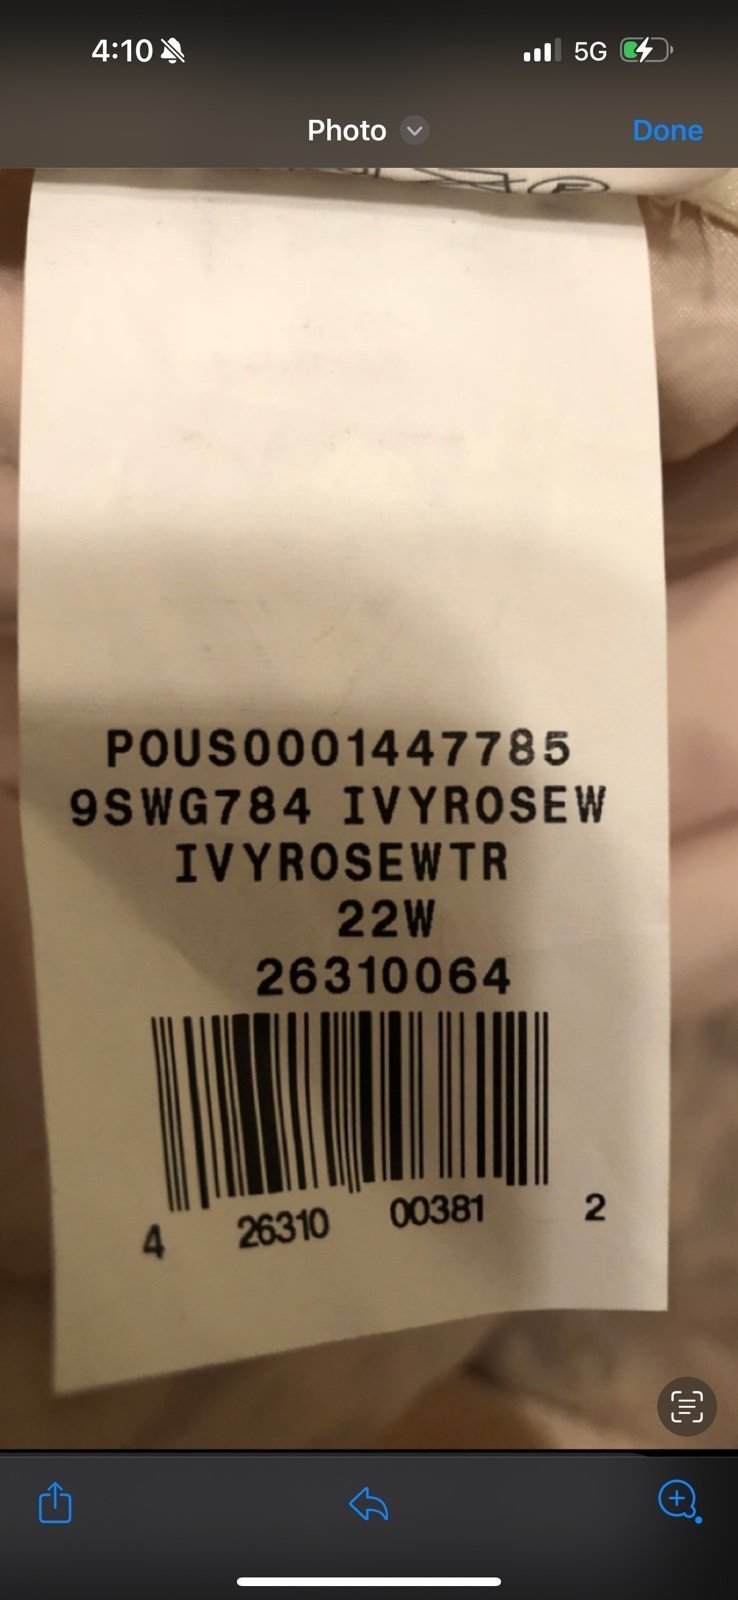 4:10
5G
Photo
Done
POUS0001447785
9SWG784 IVYROSEW
IVYROSEWTR
22W
26310064
4 26310 00381 2